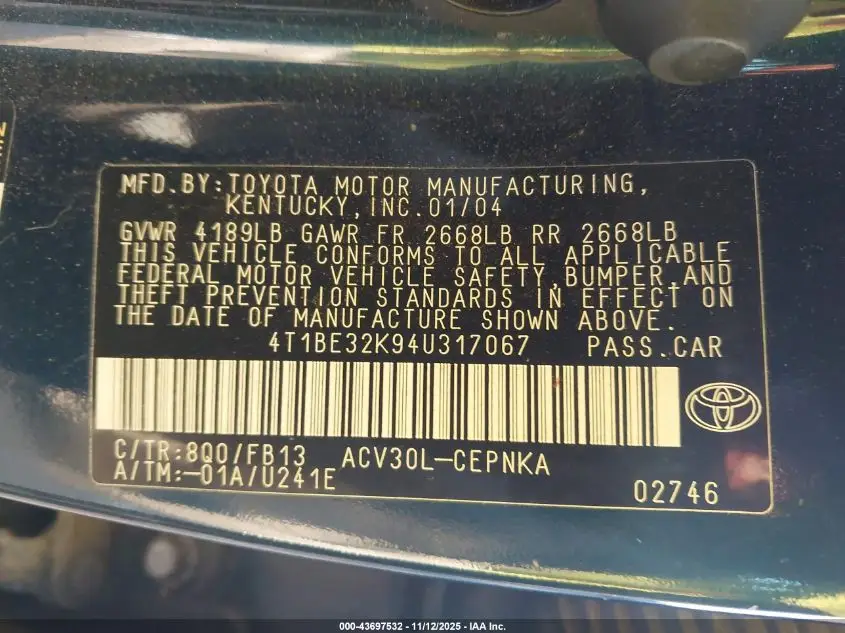 MFD.BY:TOYOTA MOTOR MANUFACTURING,
KENTUCKY,INC.01/04
GVWR 4189LB GAWR FR 2668LB RR 2668LB
THIS VEHICLE CONFORMS TO ALL APPLICABLE
FEDERAL MOTOR VEHICLE SAFETY,BUMPER,AND
THEFT PREVENTION STANDARDS IN EFFECT ON
THE DATE OF MANUFACTURE SHOWN ABOVE.
4T1BE32K94U317067 PASS.CAR
C/TR:8Q0/FB13 ACV30L-CEPNKA
A/TM:-01A/U241E
02746
000-43697532 - 11/12/2025 - IAA Inc.